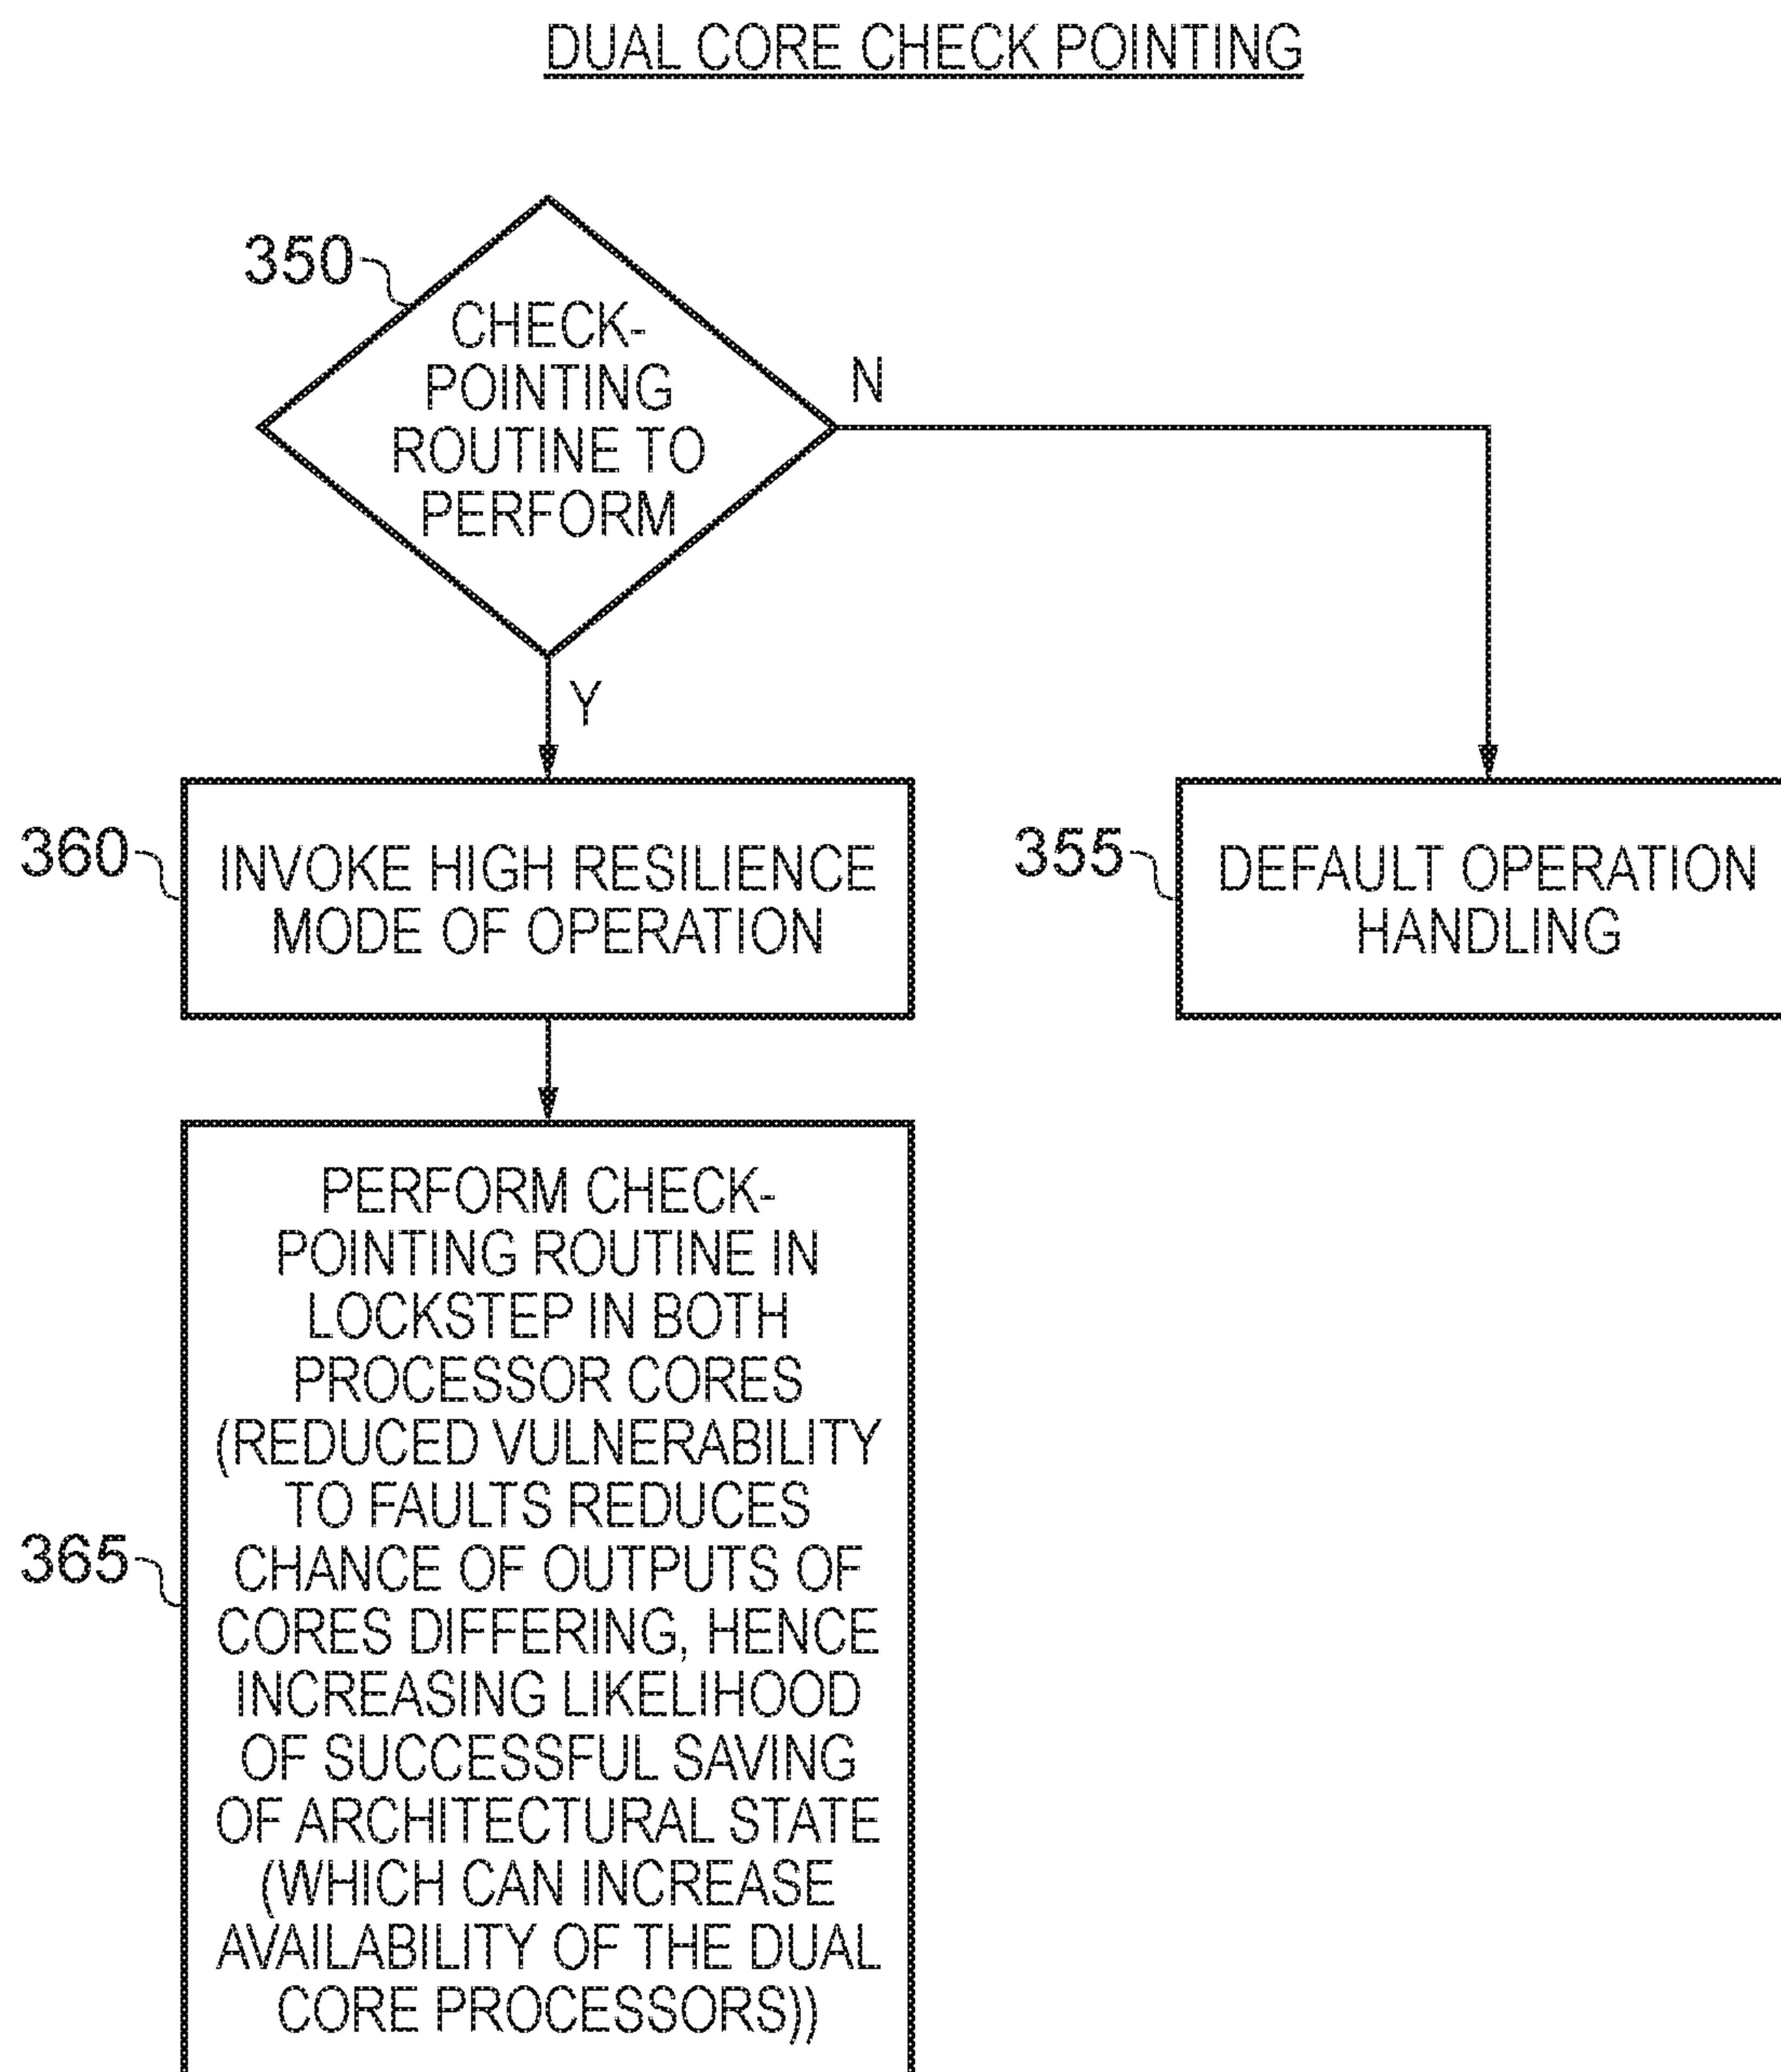 DUAL CORE CHECK POINTING
350
CHECK-
POINTING
ROUTINE TO
PERFORM
N
Y
360
INVOKE HIGH RESILIENCE
MODE OF OPERATION
355
DEFAULT OPERATION
HANDLING
365
PERFORM CHECK-
POINTING ROUTINE IN
LOCKSTEP IN BOTH
PROCESSOR CORES
(REDUCED VULNERABILITY
TO FAULTS REDUCES
CHANCE OF OUTPUTS OF
CORES DIFFERING, HENCE
INCREASING LIKELIHOOD
OF SUCCESSFUL SAVING
OF ARCHITECTURAL STATE
(WHICH CAN INCREASE
AVAILABILITY OF THE DUAL
CORE PROCESSORS))